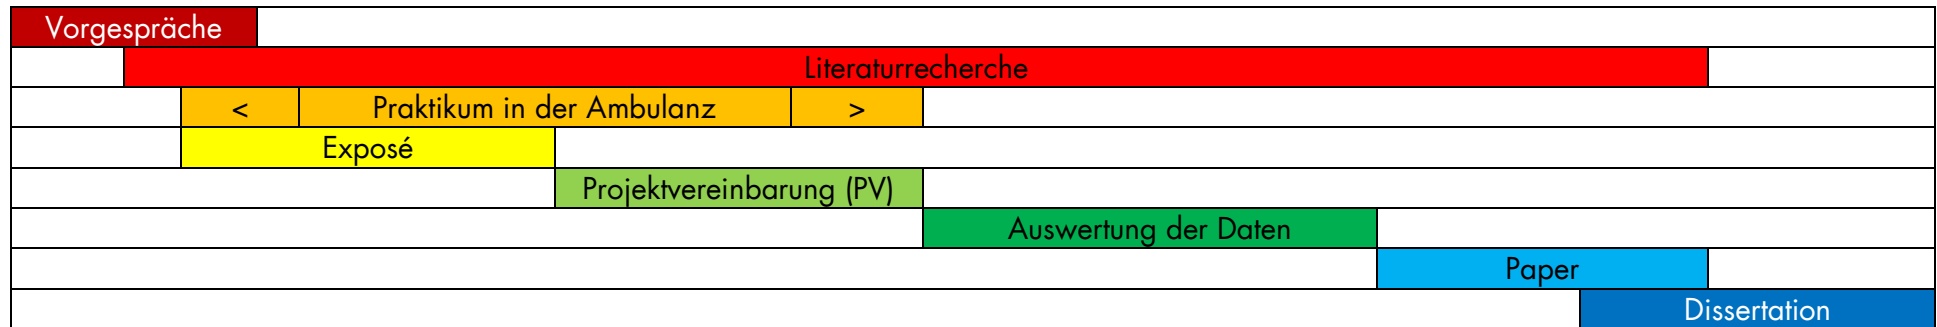 Vorgespräche
Literaturrecherche
< Praktikum in der Ambulanz >
Exposé
Projektvereinbarung (PV)
Auswertung der Daten
Paper
Dissertation